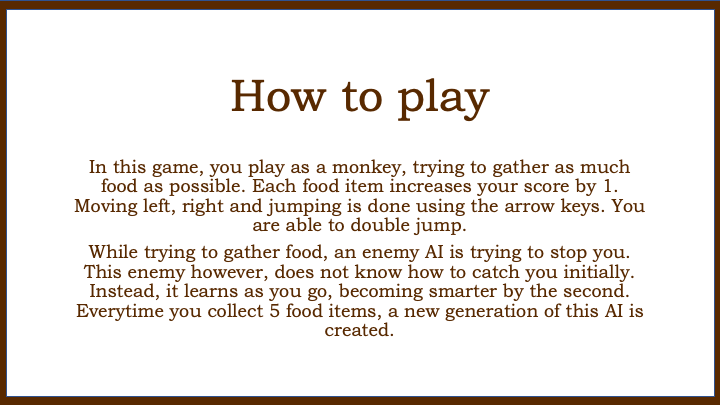 How to play
In this game, you play as a monkey, trying to gather as much
food as possible. Each food item increases your score by 1.
Moving left, right and jumping is done using the arrow keys. You
are able to double jump.
While trying to gather food, an enemy AI is trying to stop you.
This enemy however, does not know how to catch you initially.
Instead, it learns as you go, becoming smarter by the second.
Everytime you collect 5 food items, a new generation of this AI is
created.